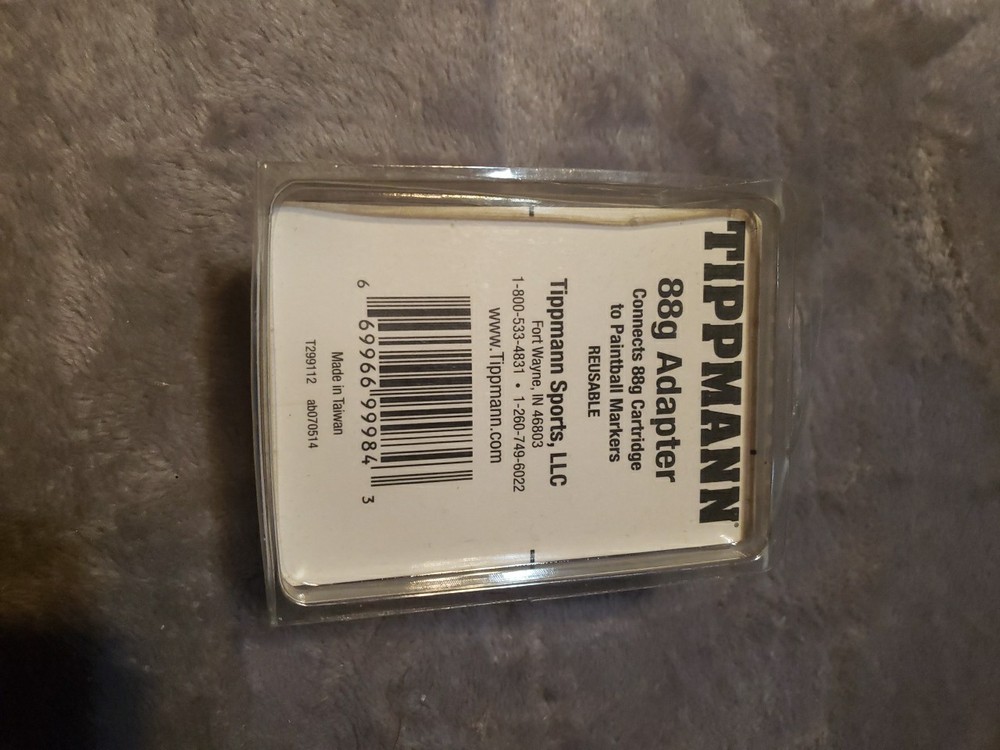 TIPPMANN®
88g Adapter
Connects 88g Cartridge
to Paintball Markers
REUSABLE
Tippmann Sports, LLC
Fort Wayne, IN 46803
1-800-533-4831 • 1-260-749-6022
www.Tippmann.com
6 69966 99984 3
Made in Taiwan
T299112 ab070514